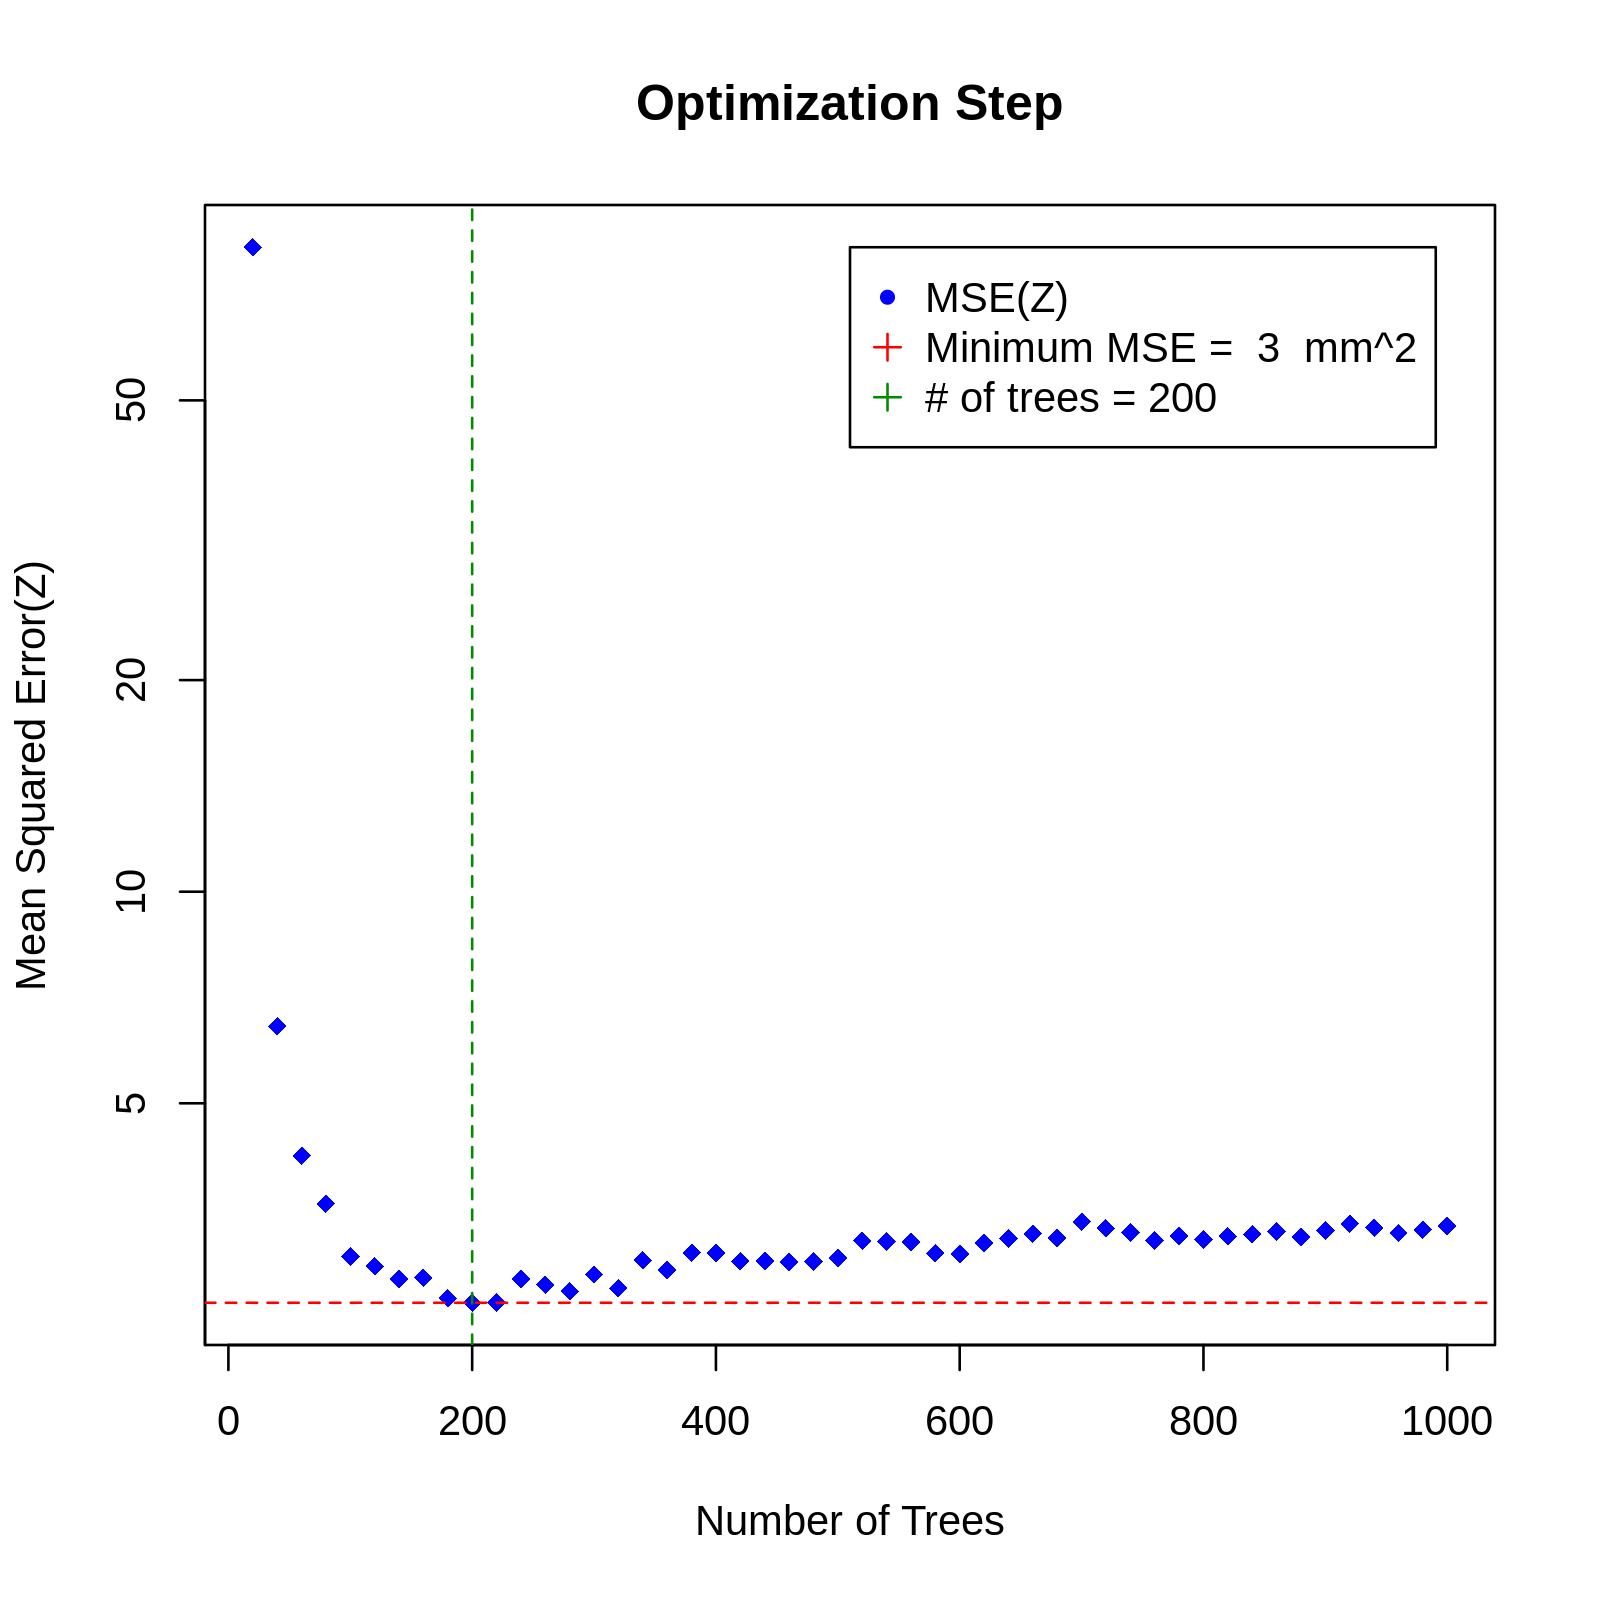 Optimization Step
MSE(Z)
Minimum MSE =  3  mm^2
# of trees = 200
Mean Squared Error(Z)
50
20
10
5
0 200 400 600 800 1000
Number of Trees